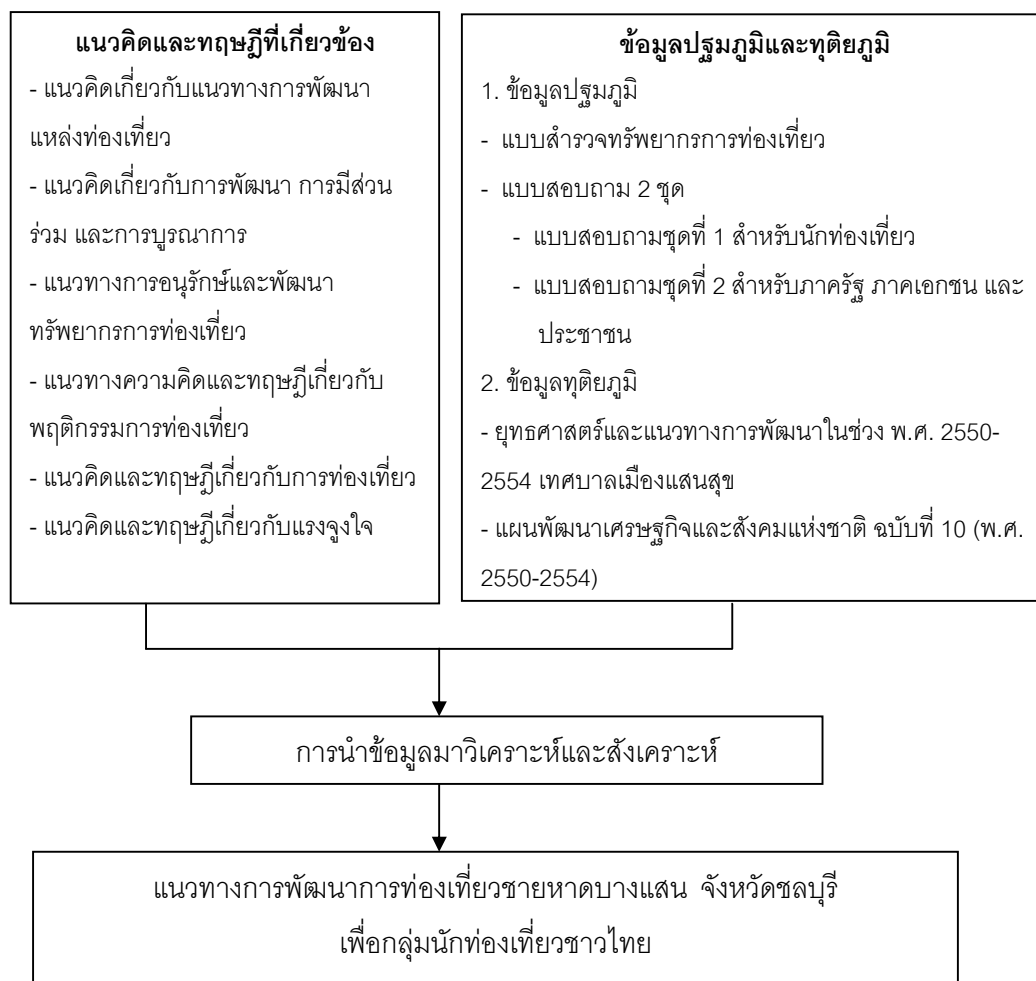 แนวคิดและทฤษฎีที่เกี่ยวข้อง
- แนวคิดเกี่ยวกับแนวทางการพัฒนา
แหล่งท่องเที่ยว
- แนวคิดเกี่ยวกับการพัฒนา การมีส่วน
ร่วม และการบูรณาการ
- แนวทางการอนุรักษ์และพัฒนา
ทรัพยากรการท่องเที่ยว
- แนวทางความคิดและทฤษฎีเกี่ยวกับ
พฤติกรรมการท่องเที่ยว
- แนวคิดและทฤษฎีเกี่ยวกับการท่องเที่ยว
- แนวคิดและทฤษฎีเกี่ยวกับแรงจูงใจ
ข้อมูลปฐมภูมิและทุติยภูมิ
1. ข้อมูลปฐมภูมิ
- แบบสำรวจทรัพยากรการท่องเที่ยว
- แบบสอบถาม 2 ชุด
- แบบสอบถามชุดที่ 1 สำหรับนักท่องเที่ยว
- แบบสอบถามชุดที่ 2 สำหรับภาครัฐ ภาคเอกชน และ
ประชาชน
2. ข้อมูลทุติยภูมิ
- ยุทธศาสตร์และแนวทางการพัฒนาในช่วง พ.ศ. 2550-
2554 เทศบาลเมืองแสนสุข
- แผนพัฒนาเศรษฐกิจและสังคมแห่งชาติ ฉบับที่ 10 (พ.ศ.
2550-2554)
การนำข้อมูลมาวิเคราะห์และสังเคราะห์
แนวทางการพัฒนาการท่องเที่ยวชายหาดบางแสน จังหวัดชลบุรี
เพื่อกลุ่มนักท่องเที่ยวชาวไทย